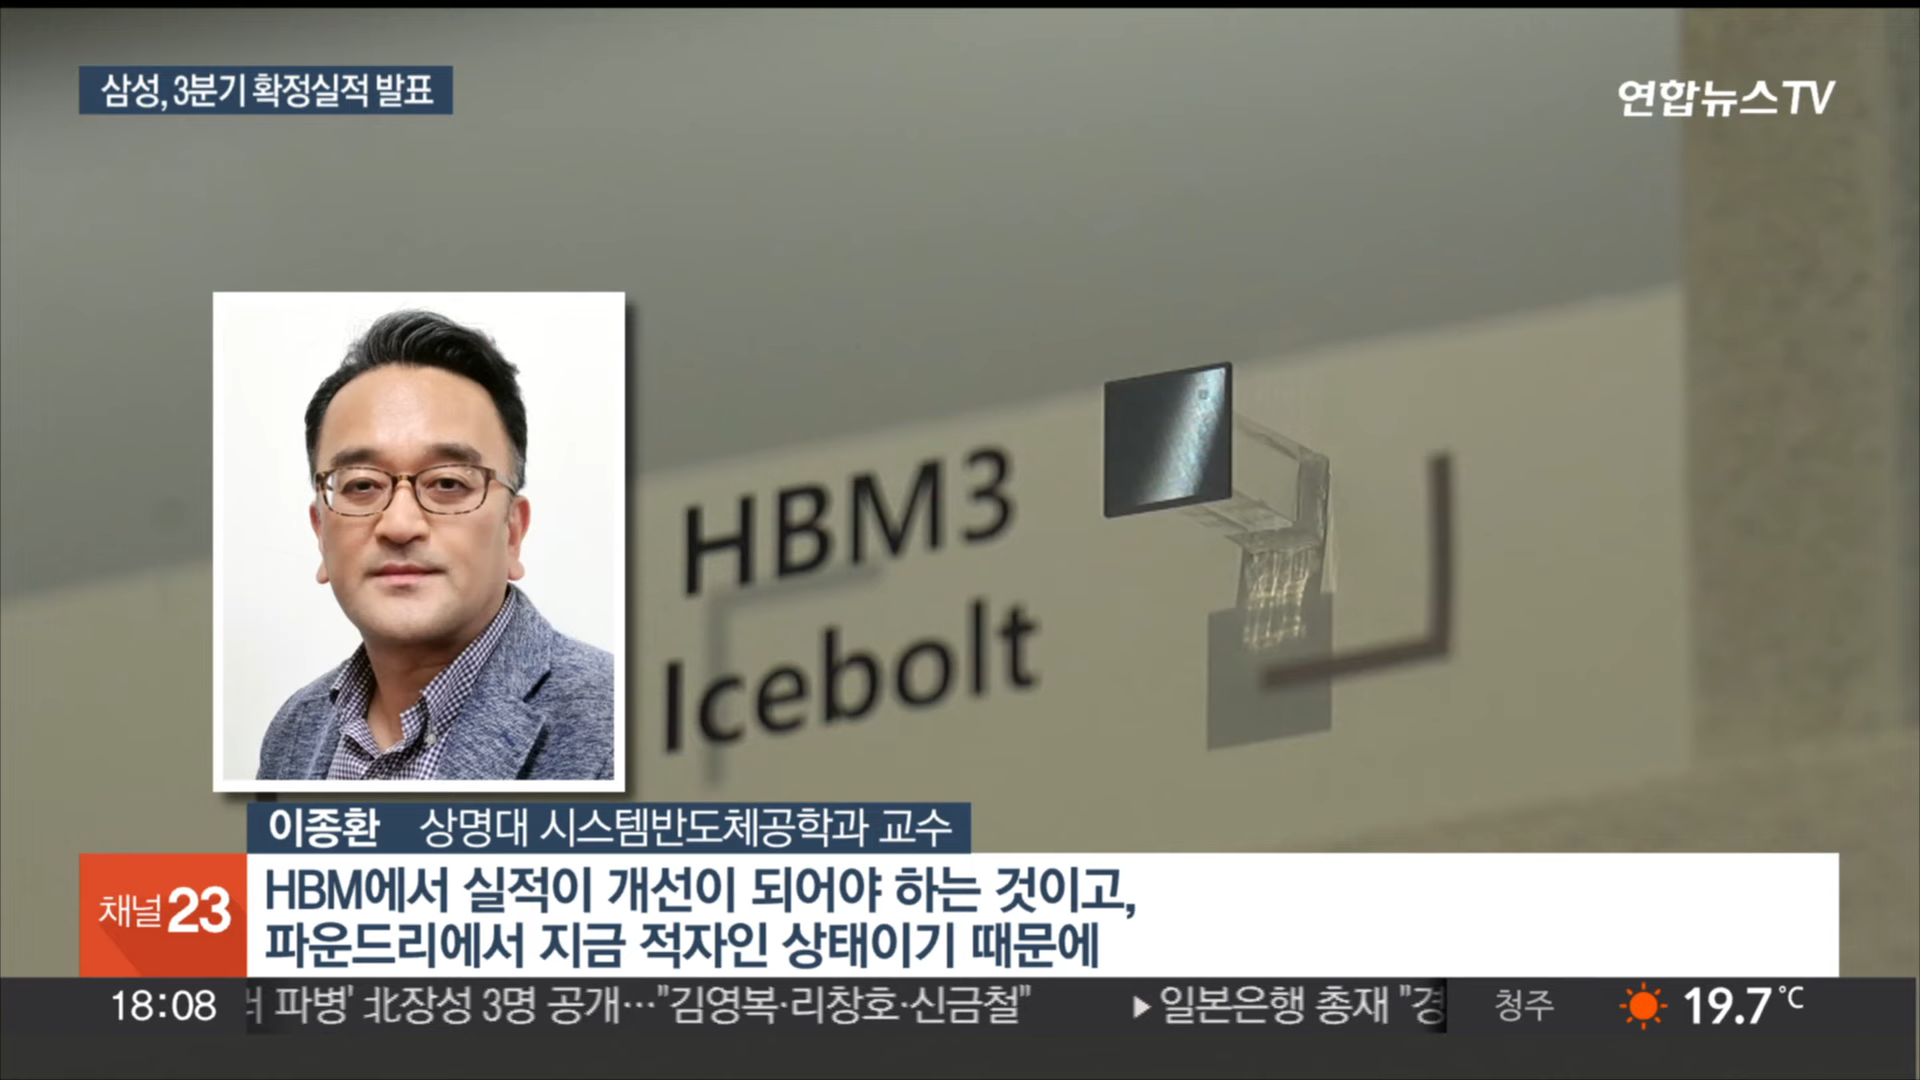 삼성, 3분기 확정실적 발표
연합뉴스TV
HBM3
Icebolt
이종환 상명대 시스템반도체공학과 교수
채널23
HBM에서 실적이 개선이 되어야 하는 것이고,
파운드리에서 지금 적자인 상태이기 때문에
18:08 파병' 北장성 3명 공개…"김영복·리창호·신금철" ▶일본은행 총재 "경 청주 19.7℃